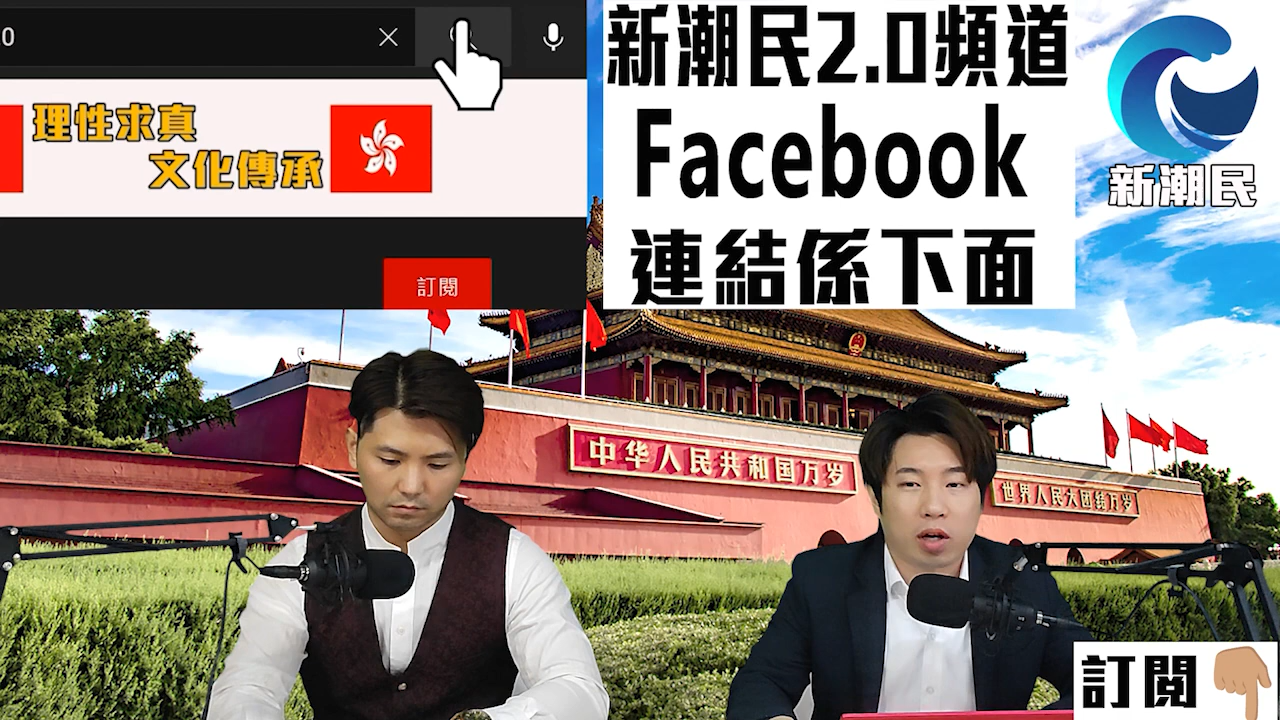 0
理性求真
文化傳承
訂閱
新潮民2.0頻道
Facebook
連結係下面
新潮民
中华人民共和国万岁
世界人民大团结万岁
訂閱